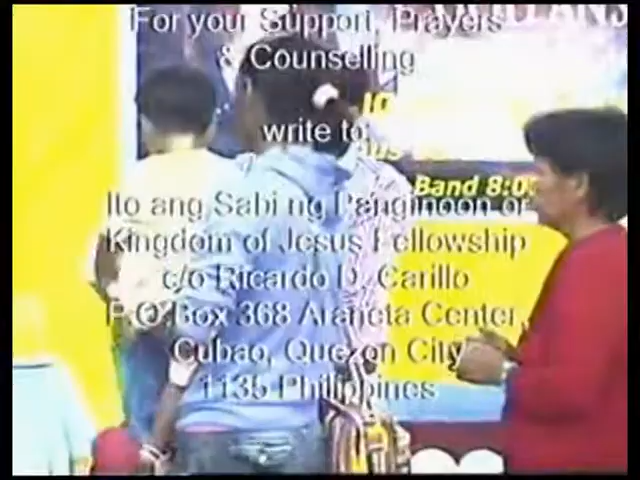 For your Support, Prayers
& Counselling
write to:
Band 8:0
Ito ang Sabi ng Panginoon or
Kingdom of Jesus Fellowship
c/o Ricardo D. Carillo
P.O Box 368 Araneta Center,
Cubao, Quezon City
1135 Philippines